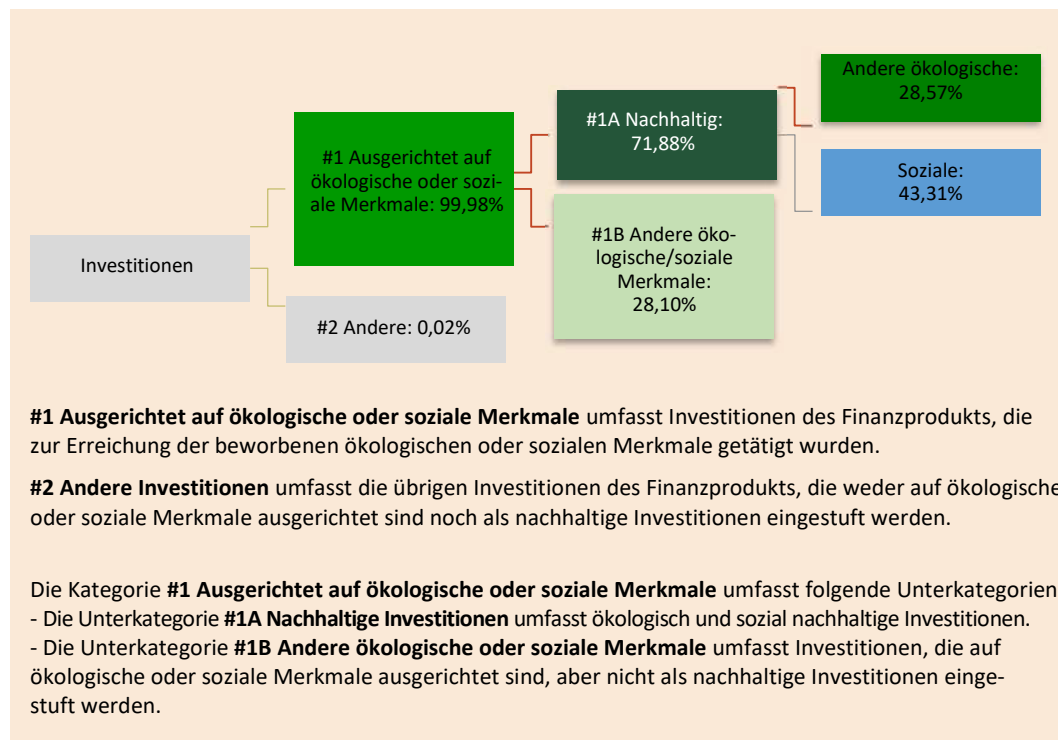 Andere ökologische:
28,57%
#1A Nachhaltig:
71,88%
#1 Ausgerichtet auf
ökologische oder sozi-
ale Merkmale: 99,98%
Soziale:
43,31%
#1B Andere öko-
logische/soziale
Merkmale:
28,10%
Investitionen
#2 Andere: 0,02%
#1 Ausgerichtet auf ökologische oder soziale Merkmale umfasst Investitionen des Finanzprodukts, die
zur Erreichung der beworbenen ökologischen oder sozialen Merkmale getätigt wurden.
#2 Andere Investitionen umfasst die übrigen Investitionen des Finanzprodukts, die weder auf ökologische
oder soziale Merkmale ausgerichtet sind noch als nachhaltige Investitionen eingestuft werden.
Die Kategorie #1 Ausgerichtet auf ökologische oder soziale Merkmale umfasst folgende Unterkategorien
- Die Unterkategorie #1A Nachhaltige Investitionen umfasst ökologisch und sozial nachhaltige Investitionen.
- Die Unterkategorie #1B Andere ökologische oder soziale Merkmale umfasst Investitionen, die auf
ökologische oder soziale Merkmale ausgerichtet sind, aber nicht als nachhaltige Investitionen einge-
stuft werden.